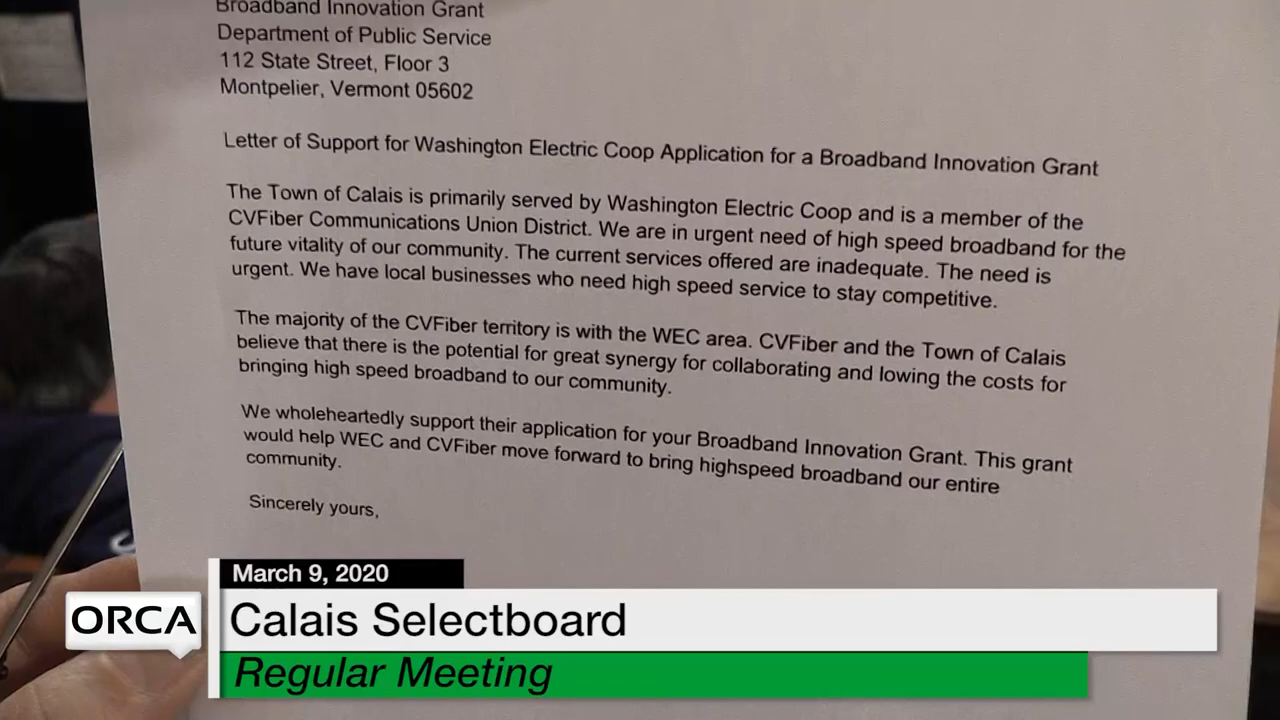 Broadband Innovation Grant
Department of Public Service
112 State Street, Floor 3
Montpelier, Vermont 05602
Letter of Support for Washington Electric Coop Application for a Broadband Innovation Grant
The Town of Calais is primarily served by Washington Electric Coop and is a member of the
CVFiber Communications Union District. We are in urgent need of high speed broadband for the
future vitality of our community. The current services offered are inadequate. The need is
urgent. We have local businesses who need high speed service to stay competitive.
The majority of the CVFiber territory is with the WEC area. CVFiber and the Town of Calais
believe that there is the potential for great synergy for collaborating and lowing the costs for
bringing high speed broadband to our community.
We wholeheartedly support their application for your Broadband Innovation Grant. This grant
would help WEC and CVFiber move forward to bring highspeed broadband our entire
community.
Sincerely yours,
March 9, 2020
ORCA
Calais Selectboard
Regular Meeting